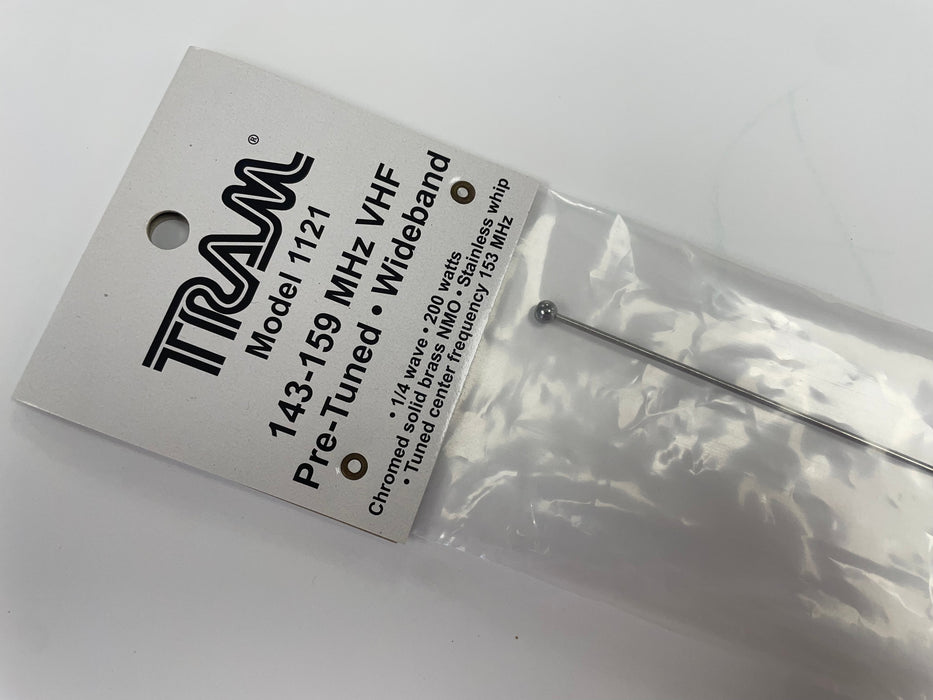 TRAM®
Model 1121
143-159 MHz VHF
Pre-Tuned • Wideband
• 1/4 wave • 200 watts
Chromed solid brass NMO • Stainless whip
• Tuned center frequency 153 MHz